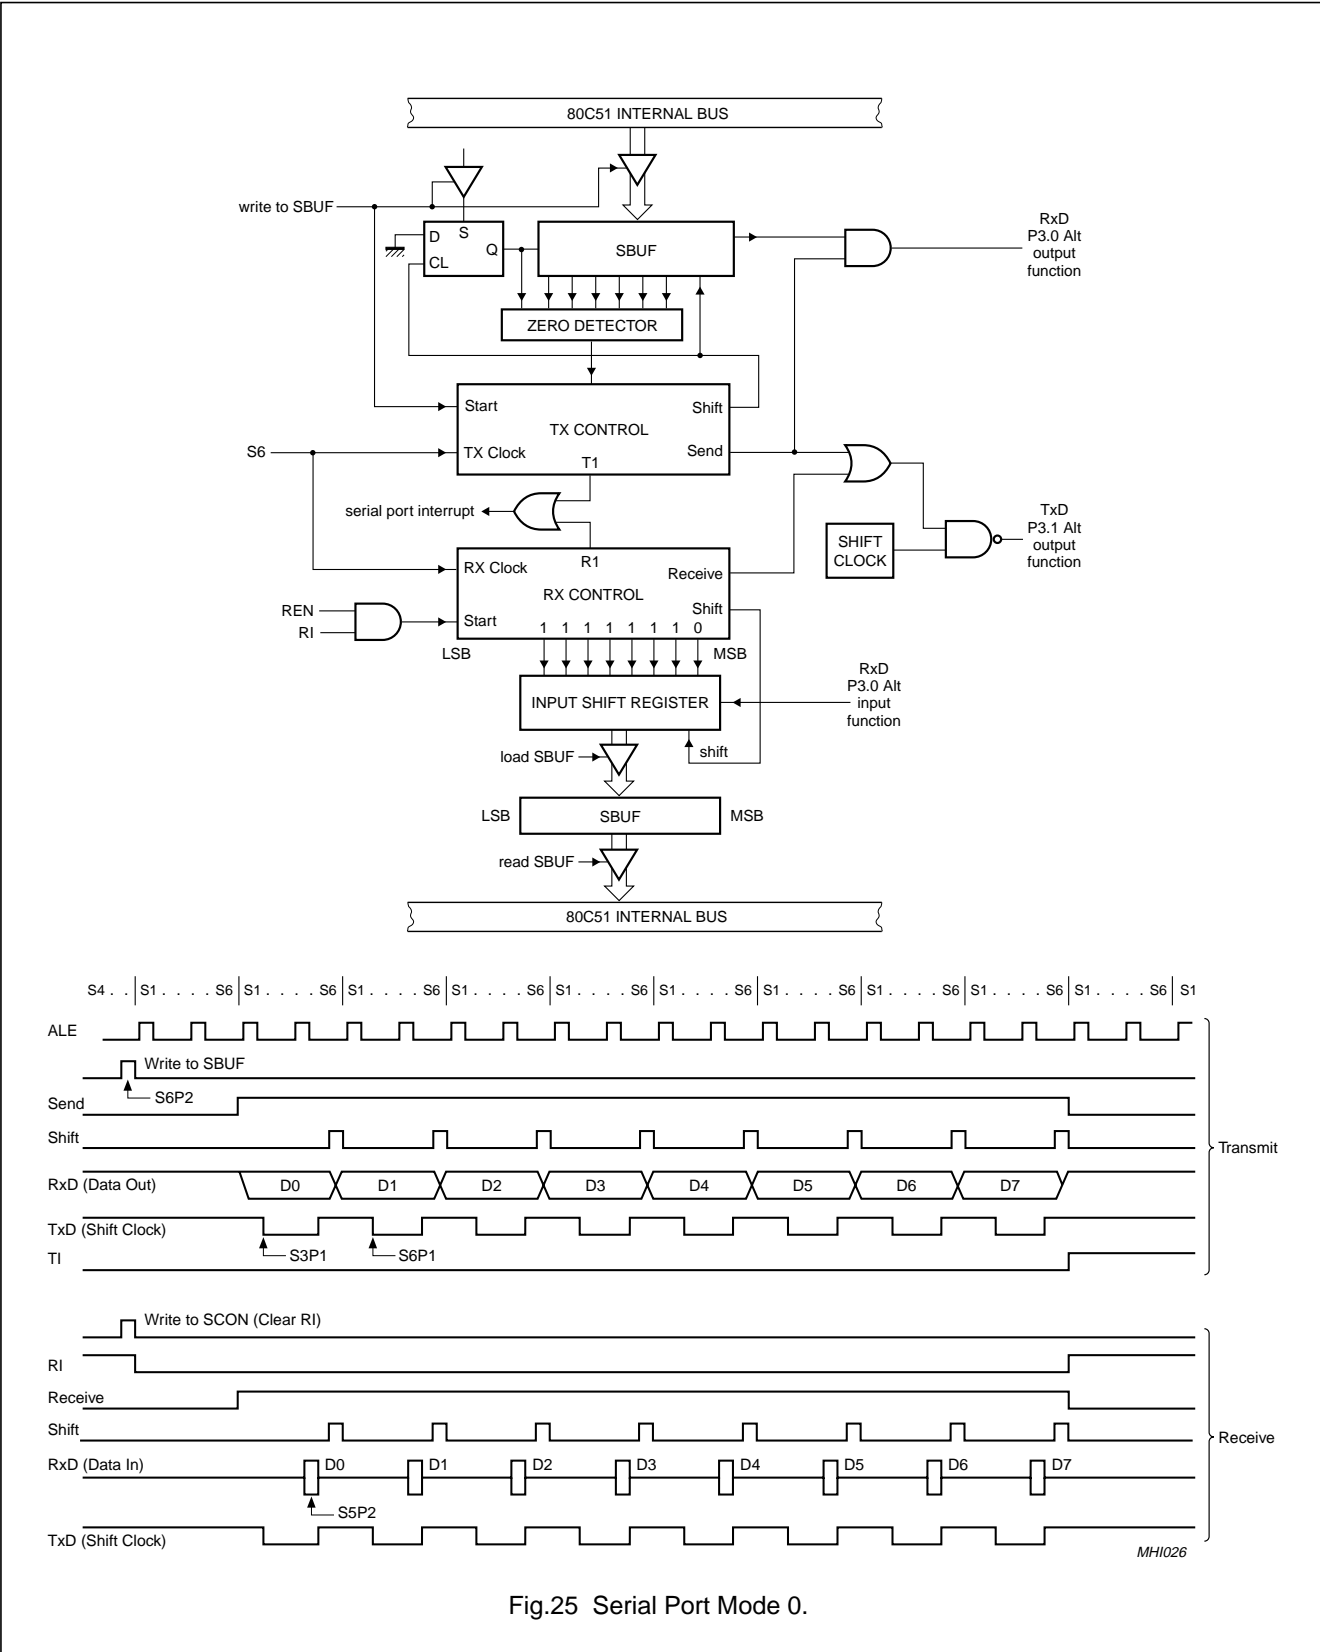 80C51 INTERNAL BUS
write to SBUF
D
S
Q
CL
SBUF
RxD
P3.0 Alt
output
function
ZERO DETECTOR
Start
Shift
TX CONTROL
S6
TX Clock
Send
T1
serial port interrupt
SHIFT
CLOCK
TxD
P3.1 Alt
output
function
RX Clock
R1
Receive
RX CONTROL
REN
RI
Start
Shift
1 1 1 1 1 1 1 0
LSB
MSB
INPUT SHIFT REGISTER
RxD
P3.0 Alt
input
function
load SBUF
shift
LSB
SBUF
MSB
read SBUF
80C51 INTERNAL BUS
S4 . . S1 . . . . S6 S1 . . . . S6 S1 . . . . S6 S1 . . . . S6 S1 . . . . S6 S1 . . . . S6 S1 . . . . S6 S1 . . . . S6 S1 . . . . S6 S1 . . . . S6 S1
ALE
Write to SBUF
S6P2
Send
Shift
Transmit
RxD (Data Out) D0 D1 D2 D3 D4 D5 D6 D7
TxD (Shift Clock)
S3P1 S6P1
TI
Write to SCON (Clear RI)
RI
Receive
Shift
Receive
RxD (Data In) D0 D1 D2 D3 D4 D5 D6 D7
S5P2
TxD (Shift Clock)
MHI026
Fig.25 Serial Port Mode 0.